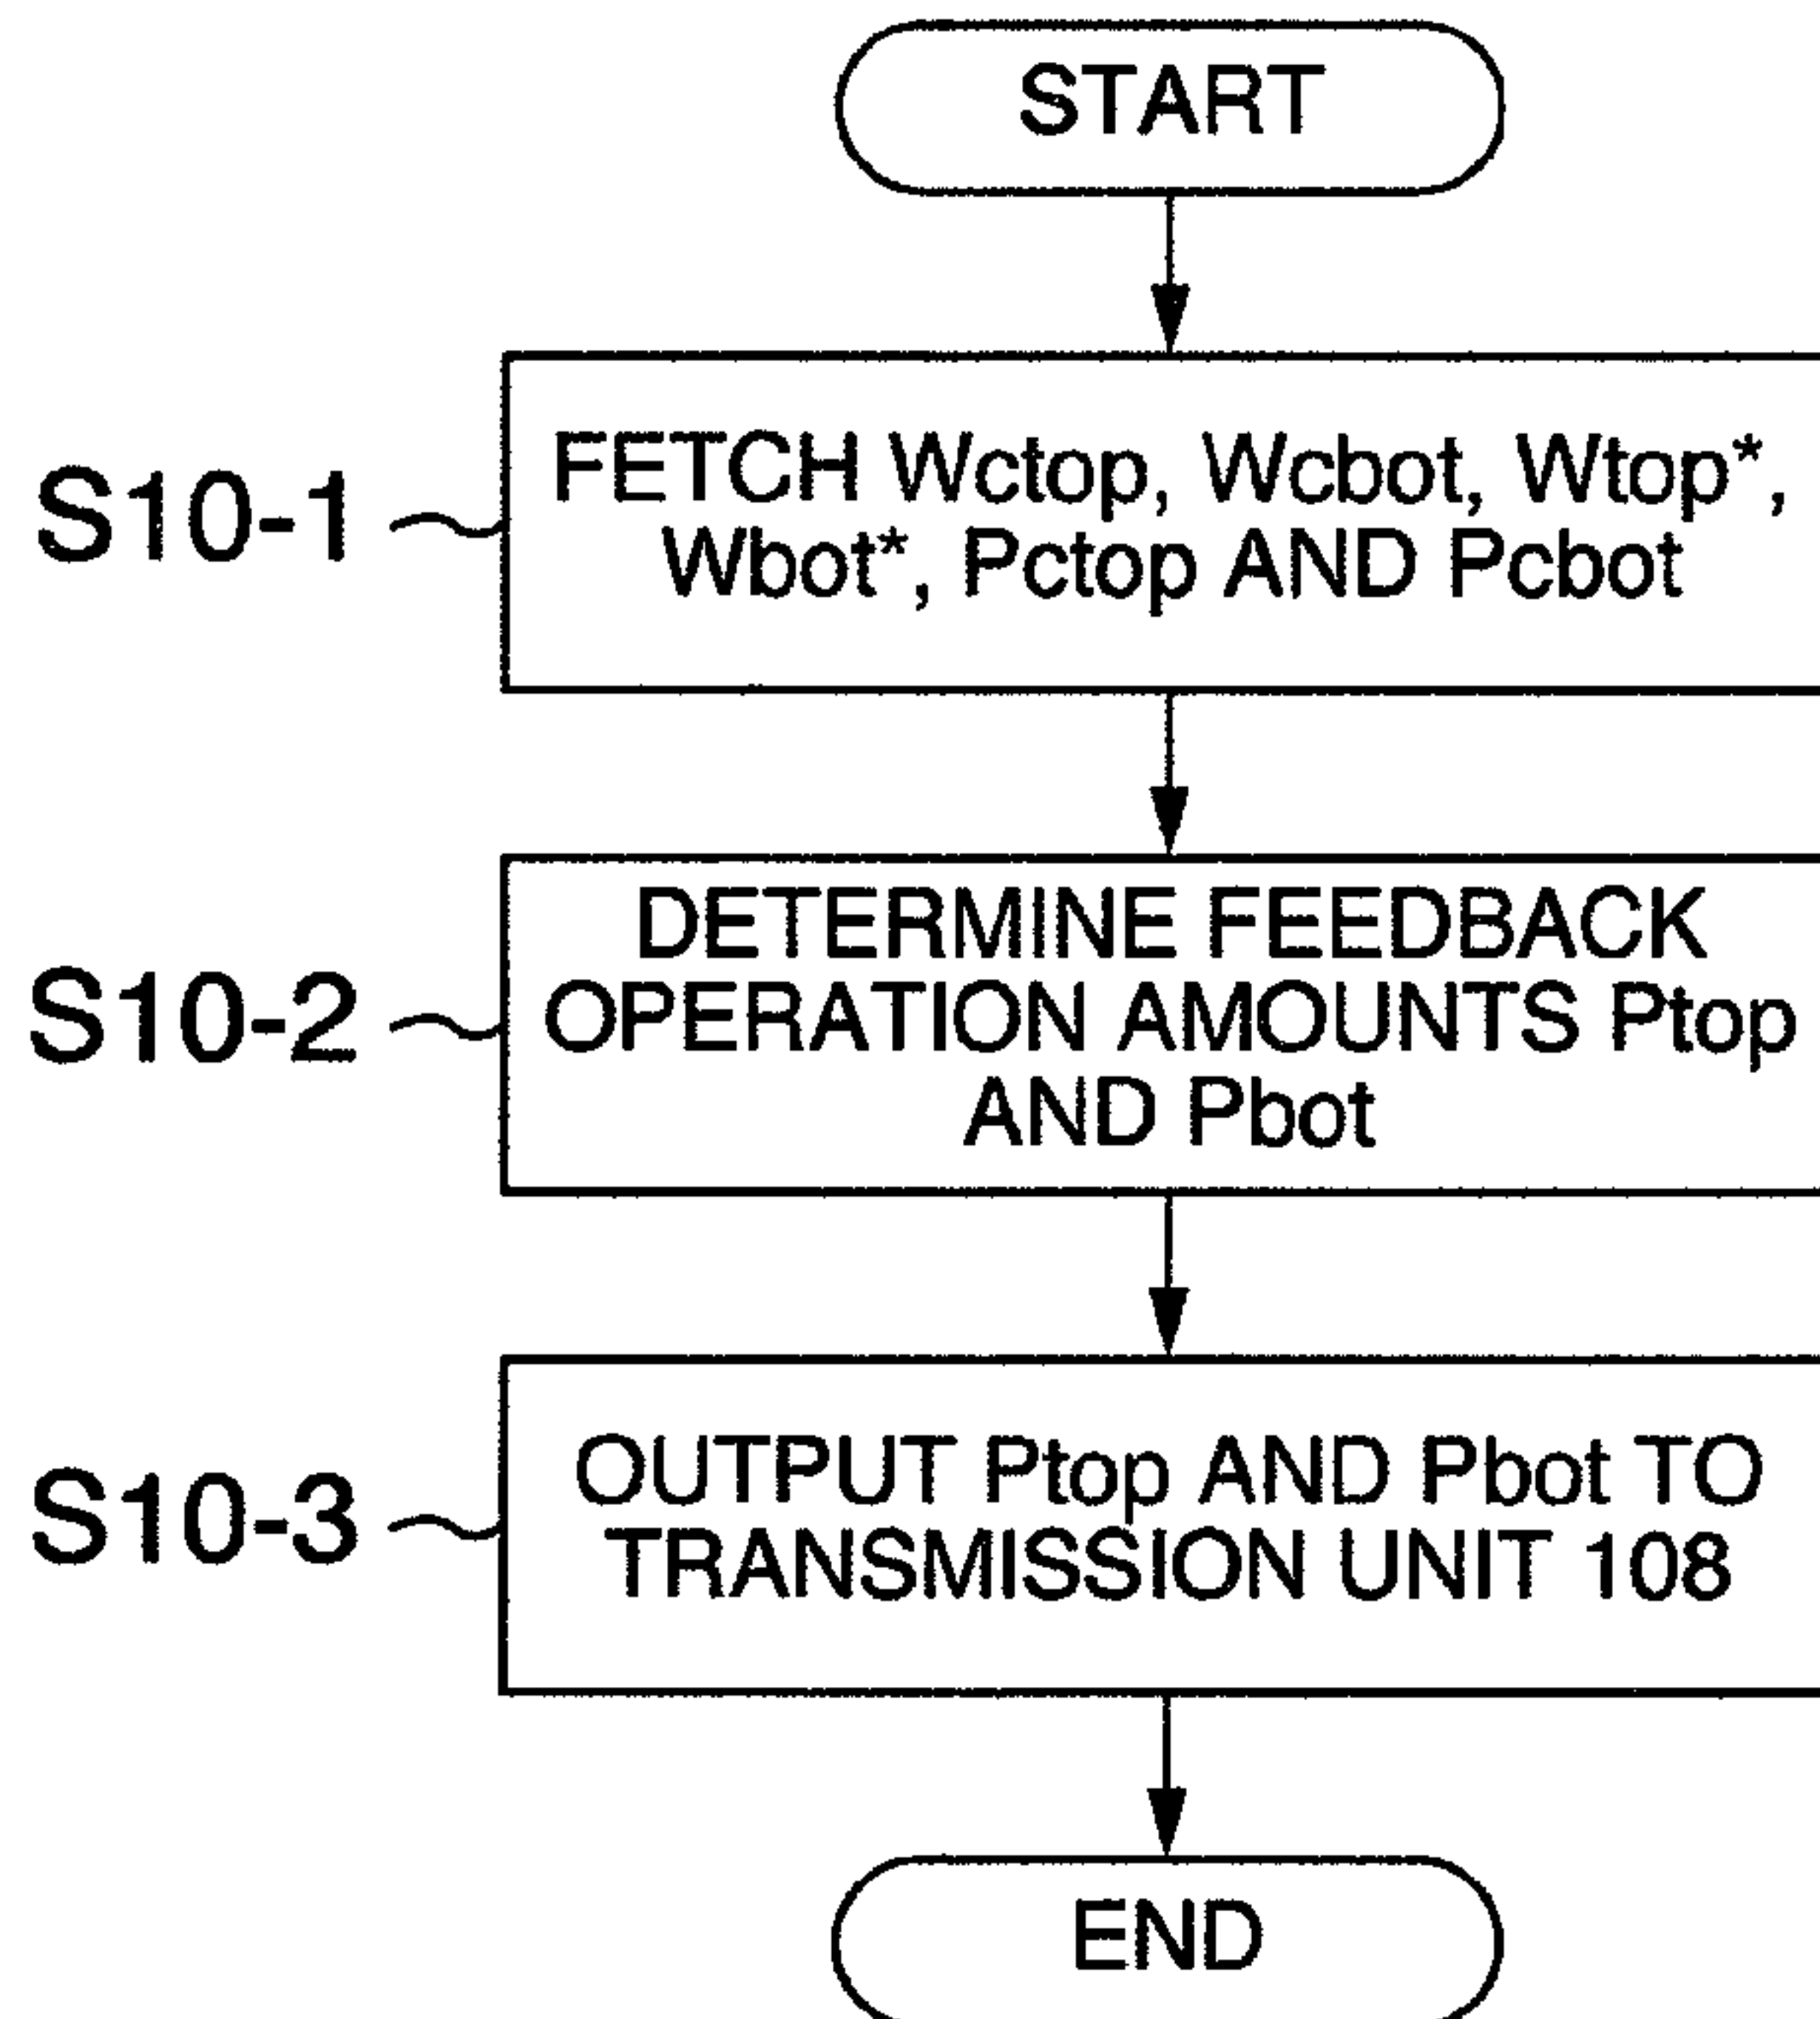 START
S10-1
FETCH Wctop, Wcbot, Wtop*,
Wbot*, Pctop AND Pcbot
S10-2
DETERMINE FEEDBACK
OPERATION AMOUNTS Ptop
AND Pbot
S10-3
OUTPUT Ptop AND Pbot TO
TRANSMISSION UNIT 108
END